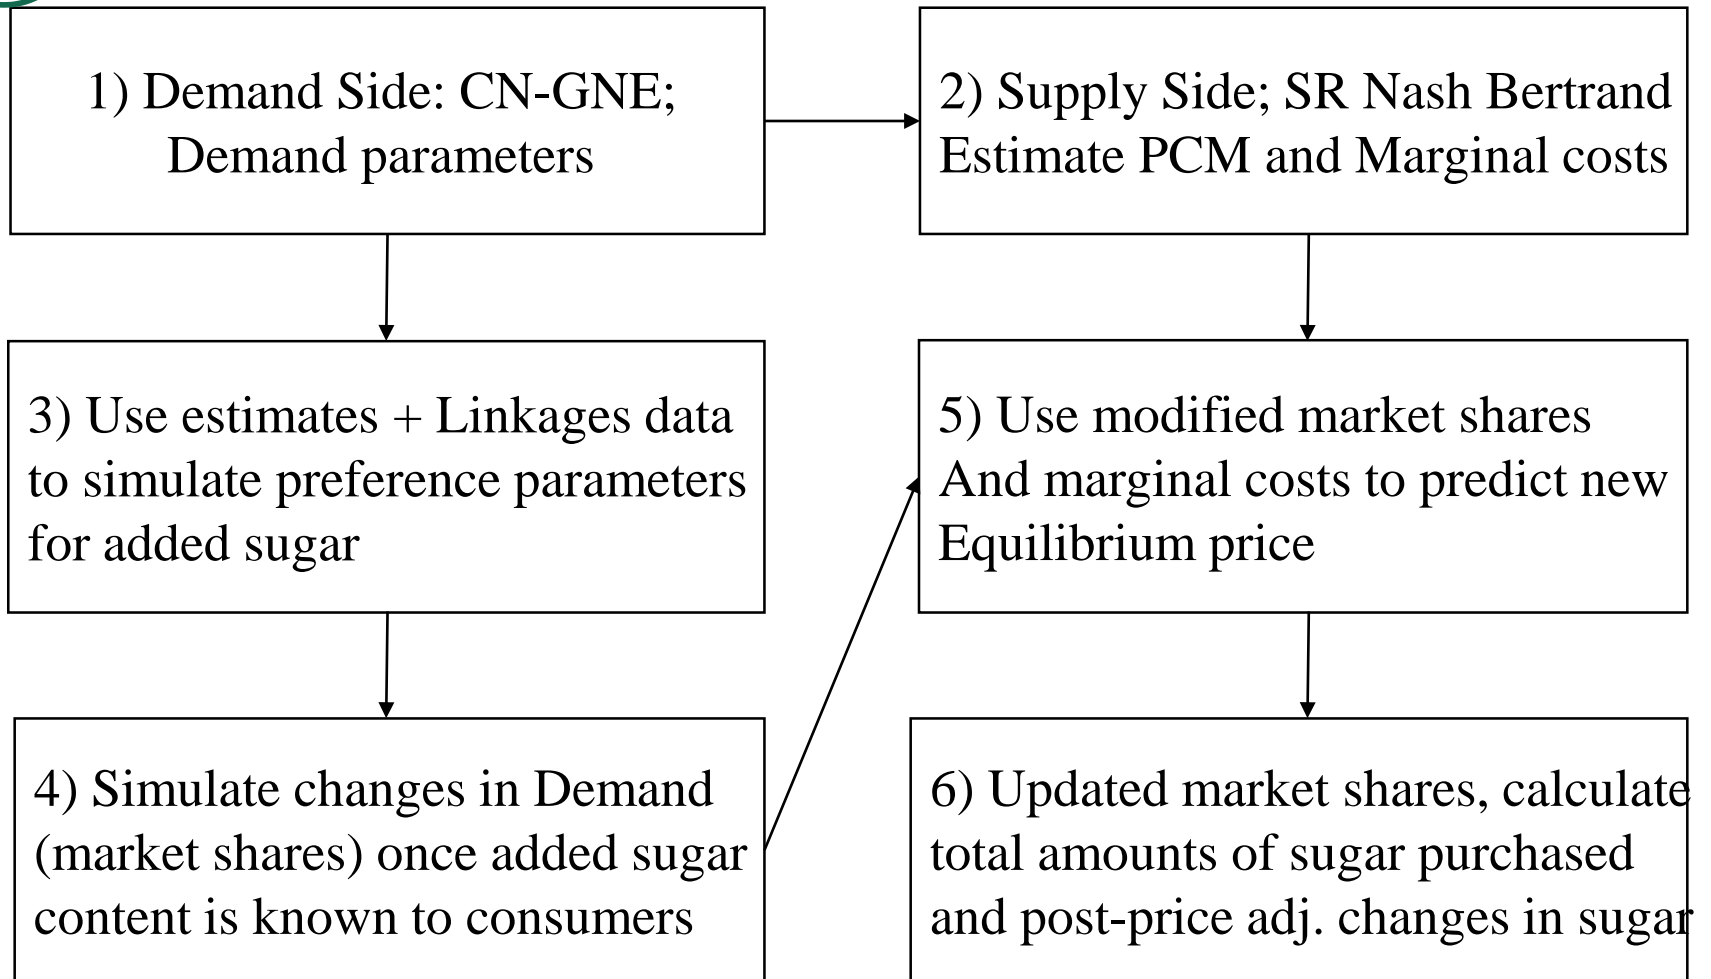 1) Demand Side: CN-GNE;
Demand parameters
2) Supply Side; SR Nash Bertrand
Estimate PCM and Marginal costs
3) Use estimates + Linkages data
to simulate preference parameters
for added sugar
4) Simulate changes in Demand
(market shares) once added sugar
content is known to consumers
5) Use modified market shares
And marginal costs to predict new
Equilibrium price
6) Updated market shares, calculate
total amounts of sugar purchased
and post-price adj. changes in sugar